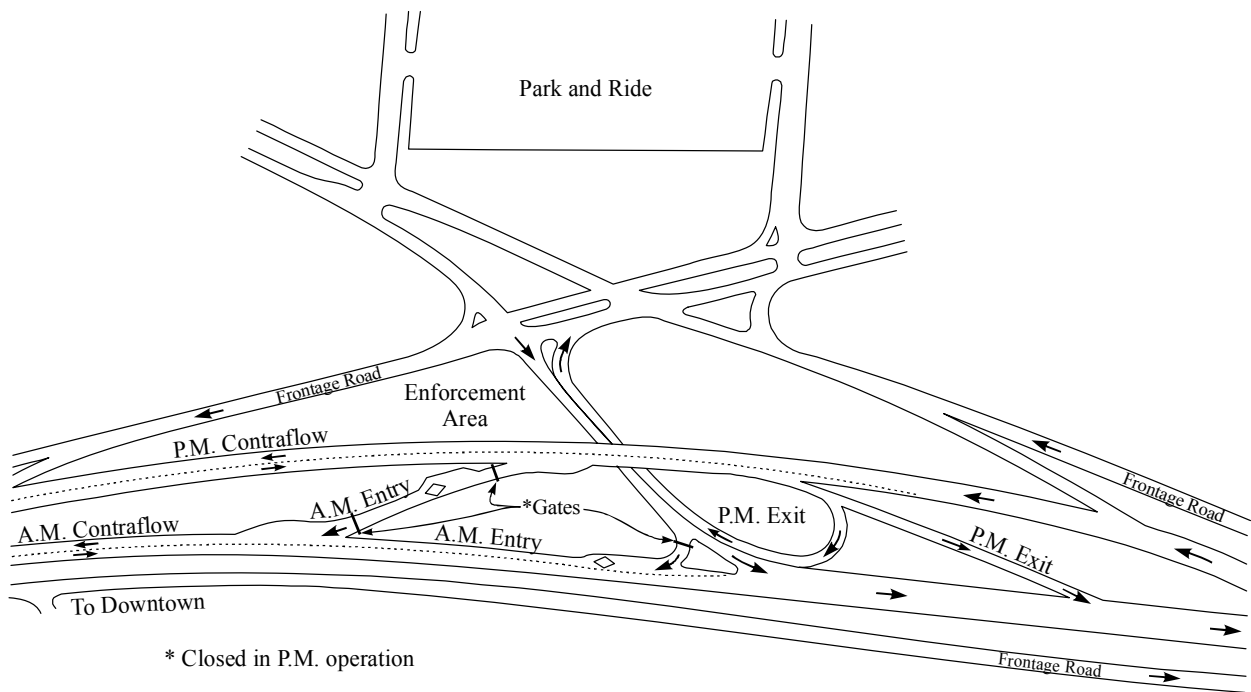 Park and Ride
Frontage Road
Enforcement
Area
P.M. Contraflow
A.M. Entry
*Gates
P.M. Exit
Frontage Road
A.M. Contraflow
A.M. Entry
P.M. Exit
To Downtown
* Closed in P.M. operation
Frontage Road